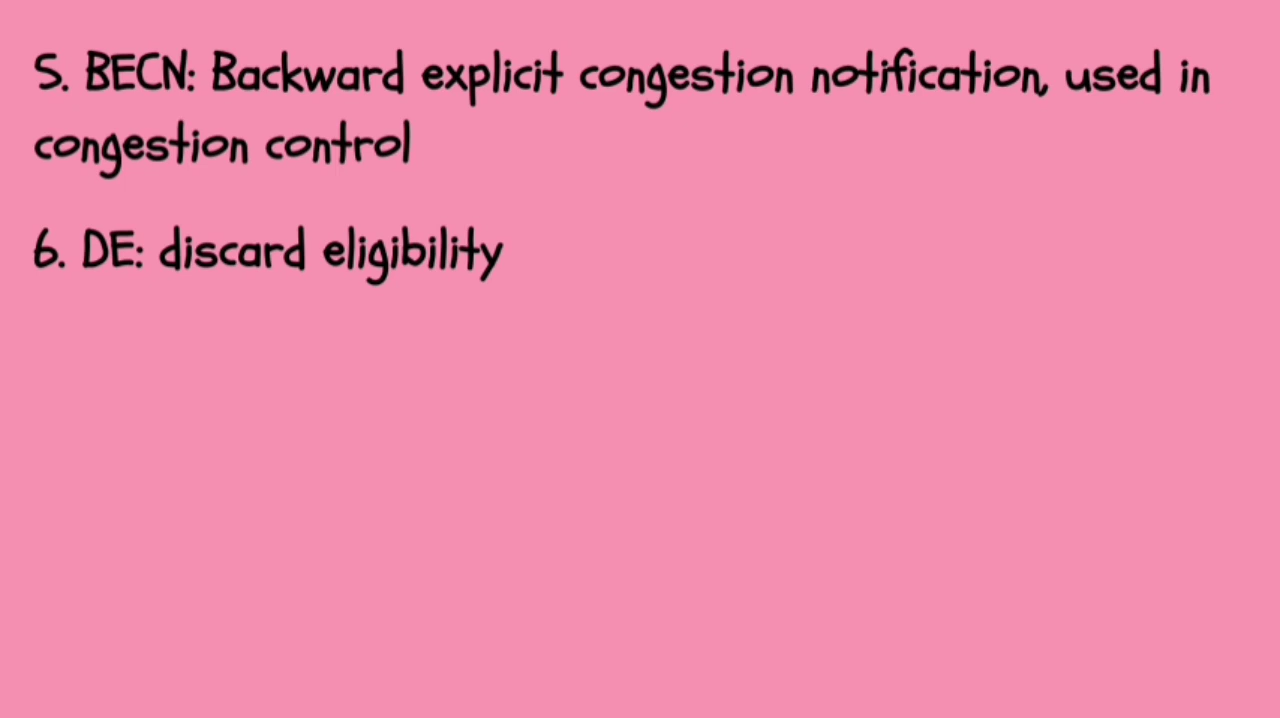 5. BECN: Backward explicit congestion notification, used in
congestion control
6. DE: discard eligibility